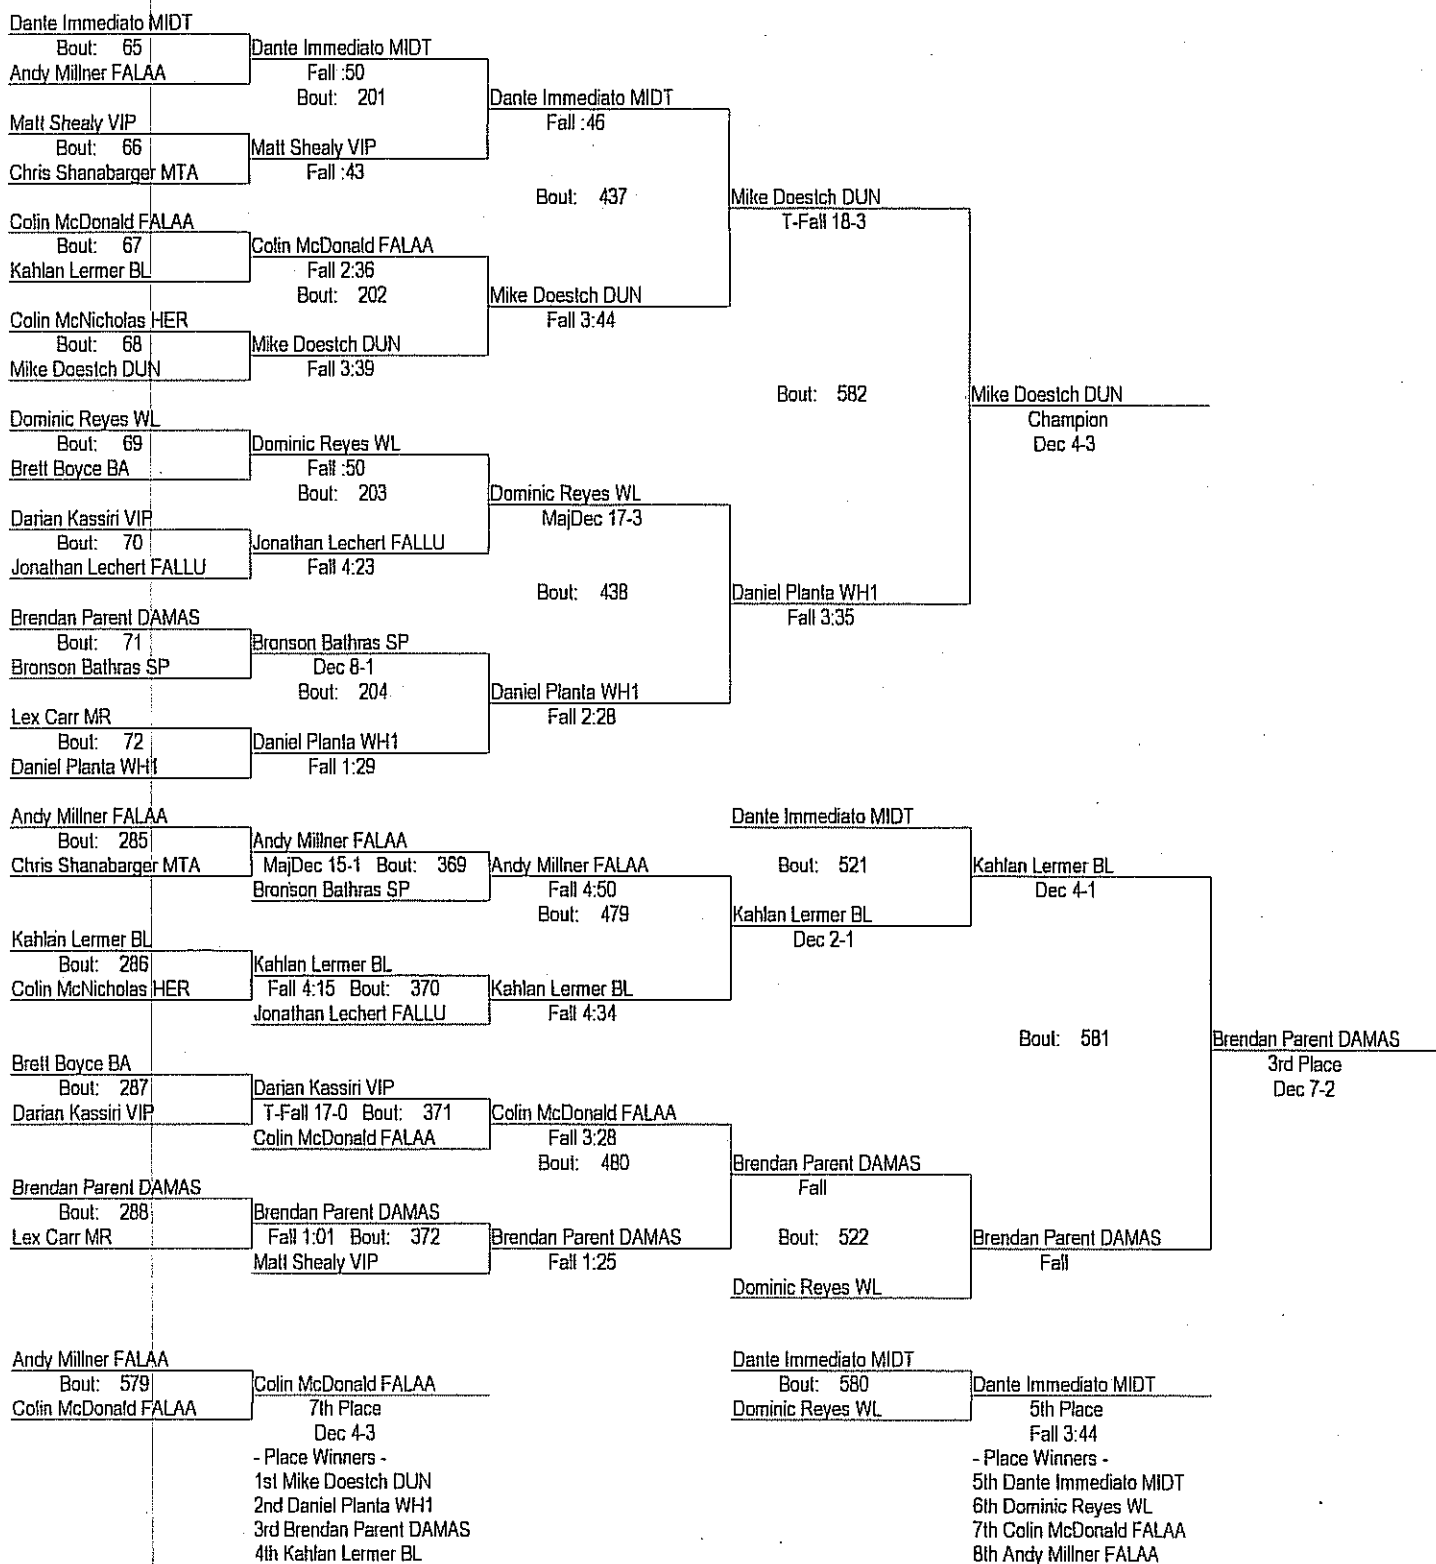 Dante Immediato MIDT
Bout: 65
Andy Millner FALAA
Dante Immediato MIDT
Fall :50
Bout: 201
Matt Shealy VIP
Bout: 66
Chris Shanabarger MTA
Matt Shealy VIP
Fall :43
Dante Immediato MIDT
Fall :46
Bout: 437
Colin McDonald FALAA
Bout: 67
Kahlan Lermer BL
Colin McDonald FALAA
Fall 2:36
Bout: 202
Colin McNicholas HER
Bout: 68
Mike Doestch DUN
Mike Doestch DUN
Fall 3:39
Mike Doestch DUN
Fall 3:44
Mike Doestch DUN
T-Fall 18-3
Bout: 582
Dominic Reyes WL
Bout: 69
Brett Boyce BA
Dominic Reyes WL
Fall :50
Bout: 203
Darian Kassiri VIP
Bout: 70
Jonathan Lechert FALLU
Jonathan Lechert FALLU
Fall 4:23
Dominic Reyes WL
MajDec 17-3
Bout: 438
Brendan Parent DAMAS
Bout: 71
Bronson Bathras SP
Bronson Bathras SP
Dec 8-1
Bout: 204
Lex Carr MR
Bout: 72
Daniel Planta WH1
Daniel Planta WH1
Fall 1:29
Daniel Planta WH1
Fall 2:28
Daniel Planta WH1
Fall 3:35
Mike Doestch DUN
Champion
Dec 4-3
Andy Millner FALAA
Bout: 285
Chris Shanabarger MTA
Andy Millner FALAA
MajDec 15-1 Bout: 369
Bronson Bathras SP
Andy Millner FALAA
Fall 4:50
Bout: 479
Kahlan Lermer BL
Bout: 286
Colin McNicholas HER
Kahlan Lermer BL
Fall 4:15 Bout: 370
Jonathan Lechert FALLU
Kahlan Lermer BL
Fall 4:34
Dante Immediato MIDT
Bout: 521
Kahlan Lermer BL
Dec 2-1
Kahlan Lermer BL
Dec 4-1
Bout: 581
Brett Boyce BA
Bout: 287
Darian Kassiri VIP
Darian Kassiri VIP
T-Fall 17-0 Bout: 371
Colin McDonald FALAA
Colin McDonald FALAA
Fall 3:28
Bout: 480
Brendan Parent DAMAS
Bout: 288
Lex Carr MR
Brendan Parent DAMAS
Fall 1:01 Bout: 372
Matt Shealy VIP
Brendan Parent DAMAS
Fall 1:25
Brendan Parent DAMAS
Fall
Bout: 522
Dominic Reyes WL
Brendan Parent DAMAS
Fall
Brendan Parent DAMAS
3rd Place
Dec 7-2
Andy Millner FALAA
Bout: 579
Colin McDonald FALAA
Colin McDonald FALAA
7th Place
Dec 4-3
- Place Winners -
1st Mike Doestch DUN
2nd Daniel Planta WH1
3rd Brendan Parent DAMAS
4th Kahlan Lermer BL
Dante Immediato MIDT
Bout: 580
Dominic Reyes WL
Dante Immediato MIDT
5th Place
Fall 3:44
- Place Winners -
5th Dante Immediato MIDT
6th Dominic Reyes WL
7th Colin McDonald FALAA
8th Andy Millner FALAA